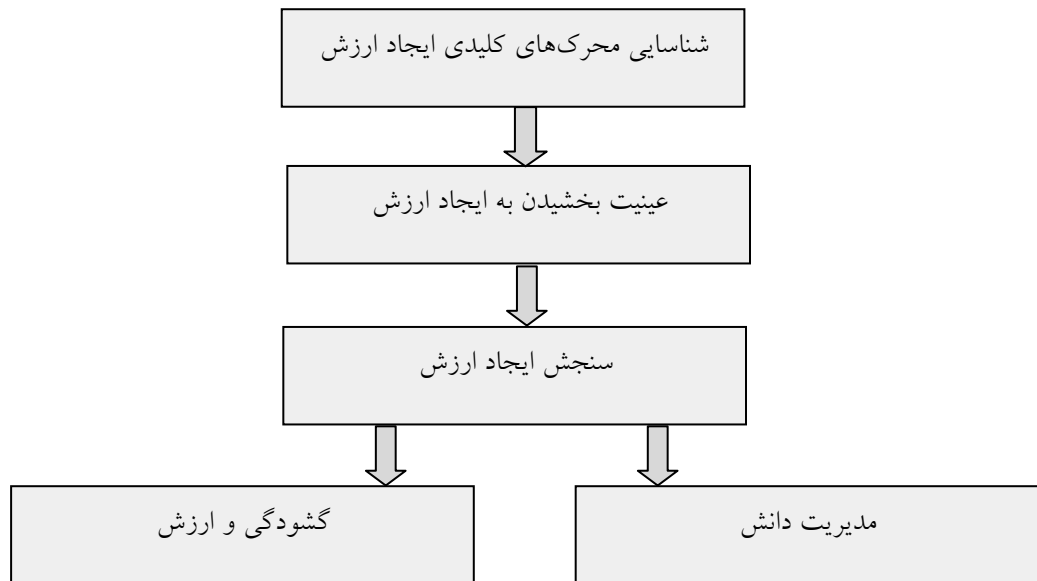 شناسایی محرک‌های کلیدی ایجاد ارزش
عینیت بخشیدن به ایجاد ارزش
سنجش ایجاد ارزش
مدیریت دانش
گشودگی و ارزش